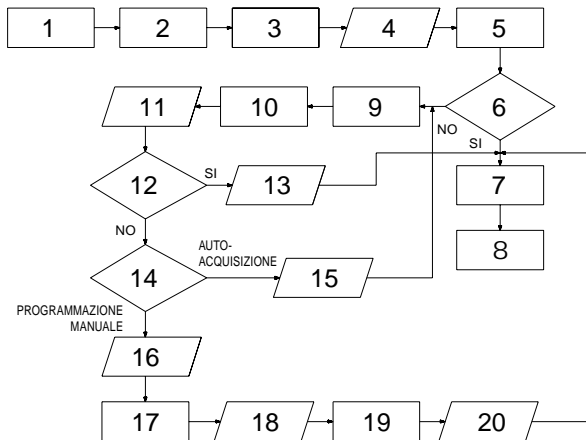 1 2 3 4 5
11 10 9 6
NO
SI
12 SI 13 7
NO
8
AUTO-
ACQUISIZIONE
14 15
PROGRAMMAZIONE
MANUALE
16
17 18 19 20